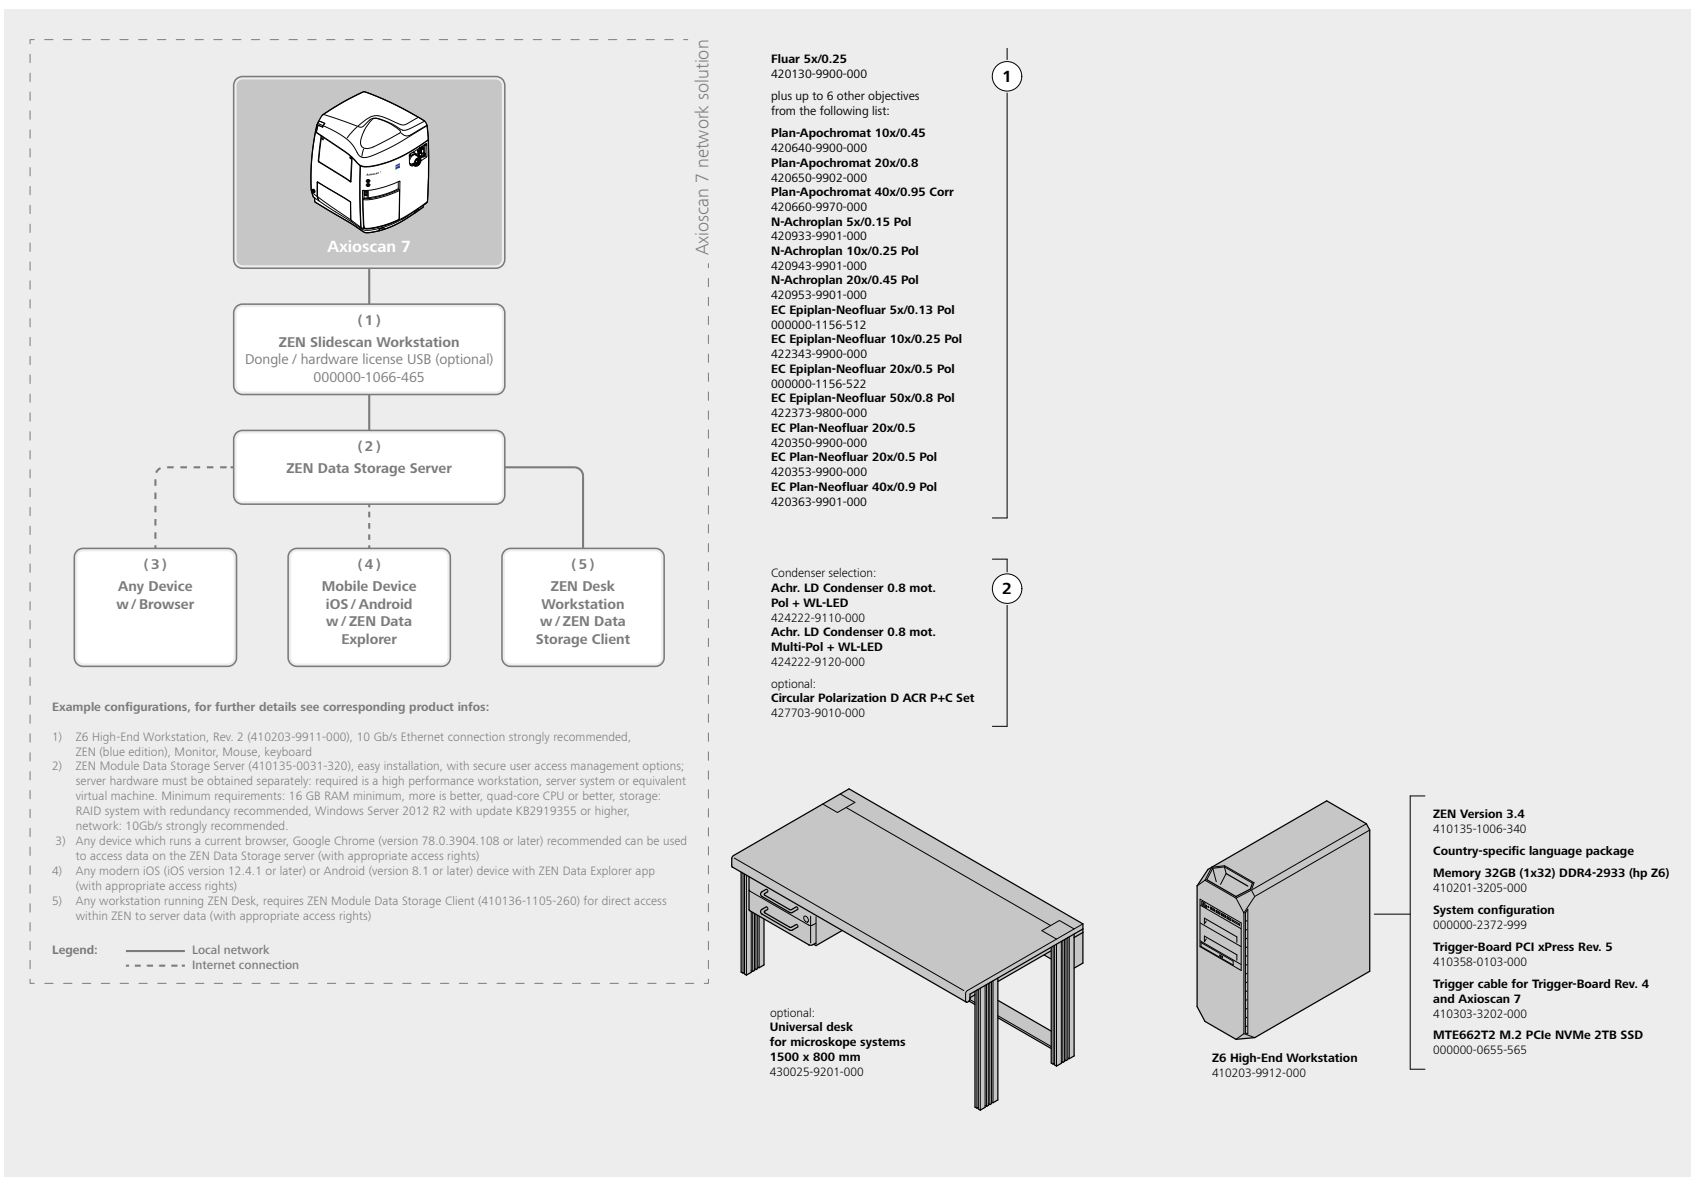 Axioscan 7 network solution
Axioscan 7
( 1 )
ZEN Slidescan Workstation
Dongle / hardware license USB (optional)
000000-1066-465
( 2 )
ZEN Data Storage Server
( 3 )
Any Device
w / Browser
( 4 )
Mobile Device
iOS / Android
w / ZEN Data
Explorer
( 5 )
ZEN Desk
Workstation
w / ZEN Data
Storage Client
Example configurations, for further details see corresponding product infos:
1) Z6 High-End Workstation, Rev. 2 (410203-9911-000), 10 Gb/s Ethernet connection strongly recommended,
ZEN (blue edition), Monitor, Mouse, keyboard
2) ZEN Module Data Storage Server (410135-0031-320), easy installation, with secure user access management options;
server hardware must be obtained separately: required is a high performance workstation, server system or equivalent
virtual machine. Minimum requirements: 16 GB RAM minimum, more is better, quad-core CPU or better, storage:
RAID system with redundancy recommended, Windows Server 2012 R2 with update KB2919355 or higher,
network: 10Gb/s strongly recommended.
3) Any device which runs a current browser, Google Chrome (version 78.0.3904.108 or later) recommended can be used
to access data on the ZEN Data Storage server (with appropriate access rights)
4) Any modern iOS (iOS version 12.4.1 or later) or Android (version 8.1 or later) device with ZEN Data Explorer app
(with appropriate access rights)
5) Any workstation running ZEN Desk, requires ZEN Module Data Storage Client (410136-1105-260) for direct access
within ZEN to server data (with appropriate access rights)
Legend: Local network
Internet connection
Fluar 5x/0.25
420130-9900-000
plus up to 6 other objectives
from the following list:
Plan-Apochromat 10x/0.45
420640-9900-000
Plan-Apochromat 20x/0.8
420650-9902-000
Plan-Apochromat 40x/0.95 Corr
420660-9970-000
N-Achroplan 5x/0.15 Pol
420933-9901-000
N-Achroplan 10x/0.25 Pol
420943-9901-000
N-Achroplan 20x/0.45 Pol
420953-9901-000
EC Epiplan-Neofluar 5x/0.13 Pol
000000-1156-512
EC Epiplan-Neofluar 10x/0.25 Pol
422343-9900-000
EC Epiplan-Neofluar 20x/0.5 Pol
000000-1156-522
EC Epiplan-Neofluar 50x/0.8 Pol
422373-9800-000
EC Plan-Neofluar 20x/0.5
420350-9900-000
EC Plan-Neofluar 20x/0.5 Pol
420353-9900-000
EC Plan-Neofluar 40x/0.9 Pol
420363-9901-000
1
Condenser selection:
Achr. LD Condenser 0.8 mot.
Pol + WL-LED
424222-9110-000
Achr. LD Condenser 0.8 mot.
Multi-Pol + WL-LED
424222-9120-000
optional:
Circular Polarization D ACR P+C Set
427703-9010-000
2
optional:
Universal desk
for microskope systems
1500 x 800 mm
430025-9201-000
Z6 High-End Workstation
410203-9912-000
ZEN Version 3.4
410135-1006-340
Country-specific language package
Memory 32GB (1x32) DDR4-2933 (hp Z6)
410201-3205-000
System configuration
000000-2372-999
Trigger-Board PCI xPress Rev. 5
410358-0103-000
Trigger cable for Trigger-Board Rev. 4
and Axioscan 7
410303-3202-000
MTE662T2 M.2 PCIe NVMe 2TB SSD
000000-0655-565